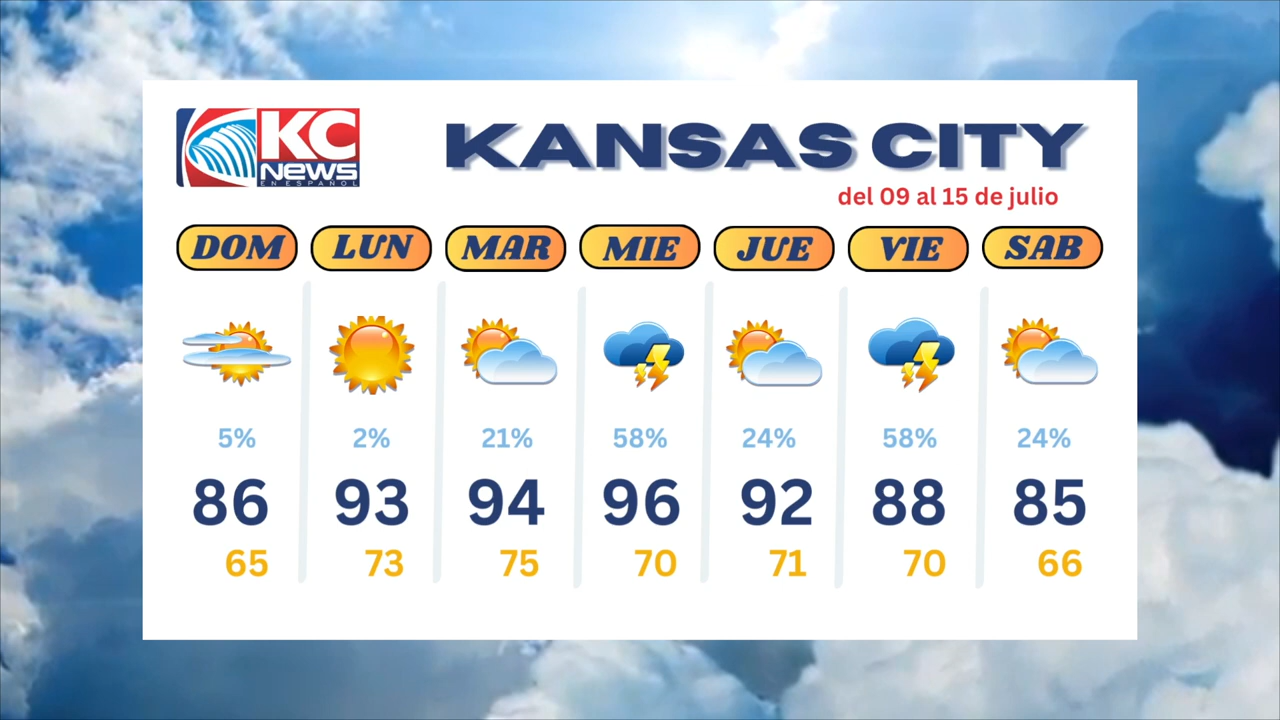 KC
NEWS
EN ESPAÑOL
KANSAS CITY
del 09 al 15 de julio
DOM LUN MAR MIE JUE VIE SAB
5% 2% 21% 58% 24% 58% 24%
86 93 94 96 92 88 85
65 73 75 70 71 70 66